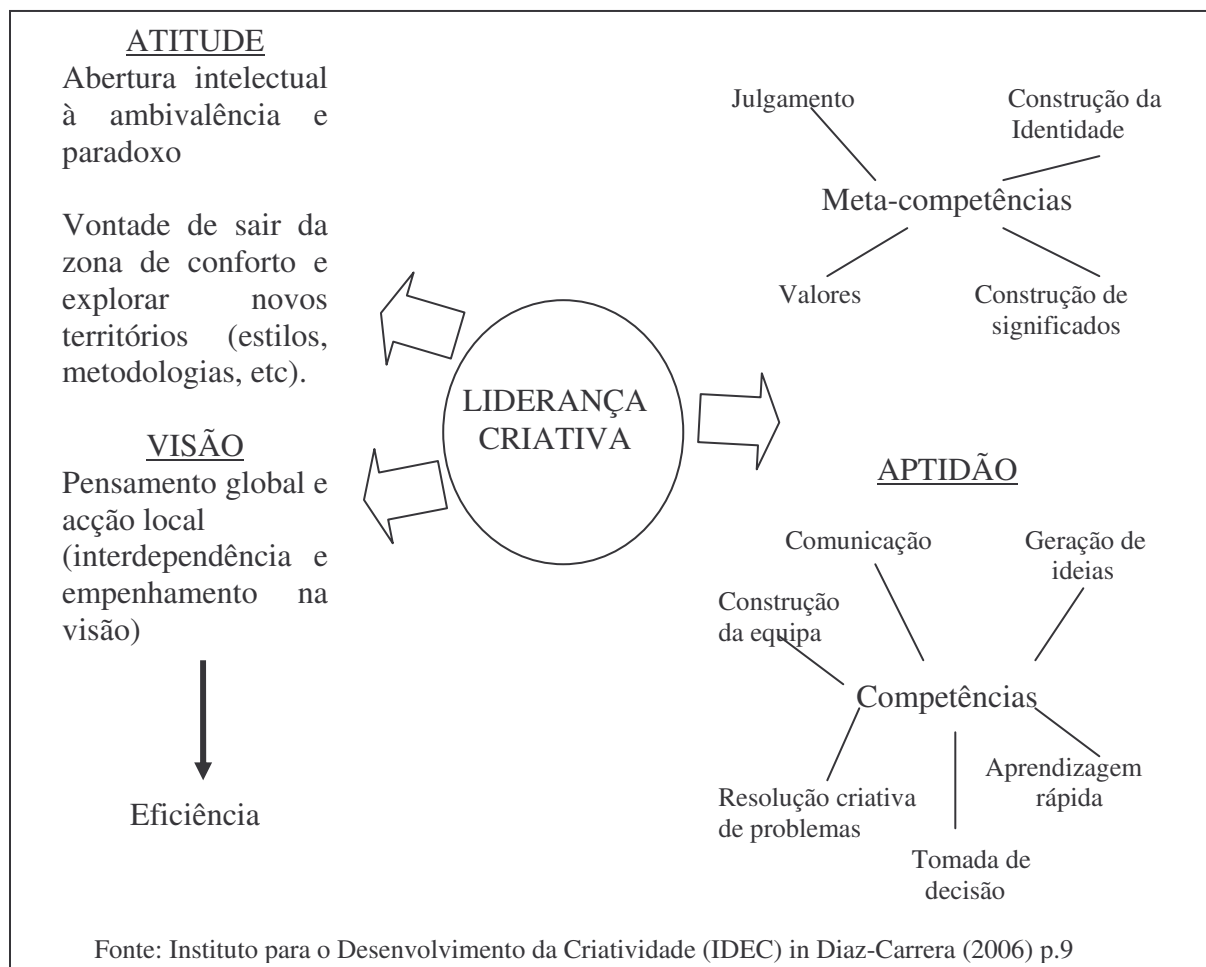 ATITUDE
Abertura intelectual
à ambivalência e
paradoxo
Vontade de sair da
zona de conforto e
explorar novos
territórios (estilos,
metodologias, etc).
VISÃO
Pensamento global e
acção local
(interdependência e
empenhamento na
visão)
Eficiência
LIDERANÇA
CRIATIVA
Julgamento
Construção da
Identidade
Meta-competências
Valores
Construção de
significados
APTIDÃO
Comunicação
Geração de
ideias
Construção
da equipa
Competências
Aprendizagem
rápida
Resolução criativa
de problemas
Tomada de
decisão
Fonte: Instituto para o Desenvolvimento da Criatividade (IDEC) in Diaz-Carrera (2006) p.9